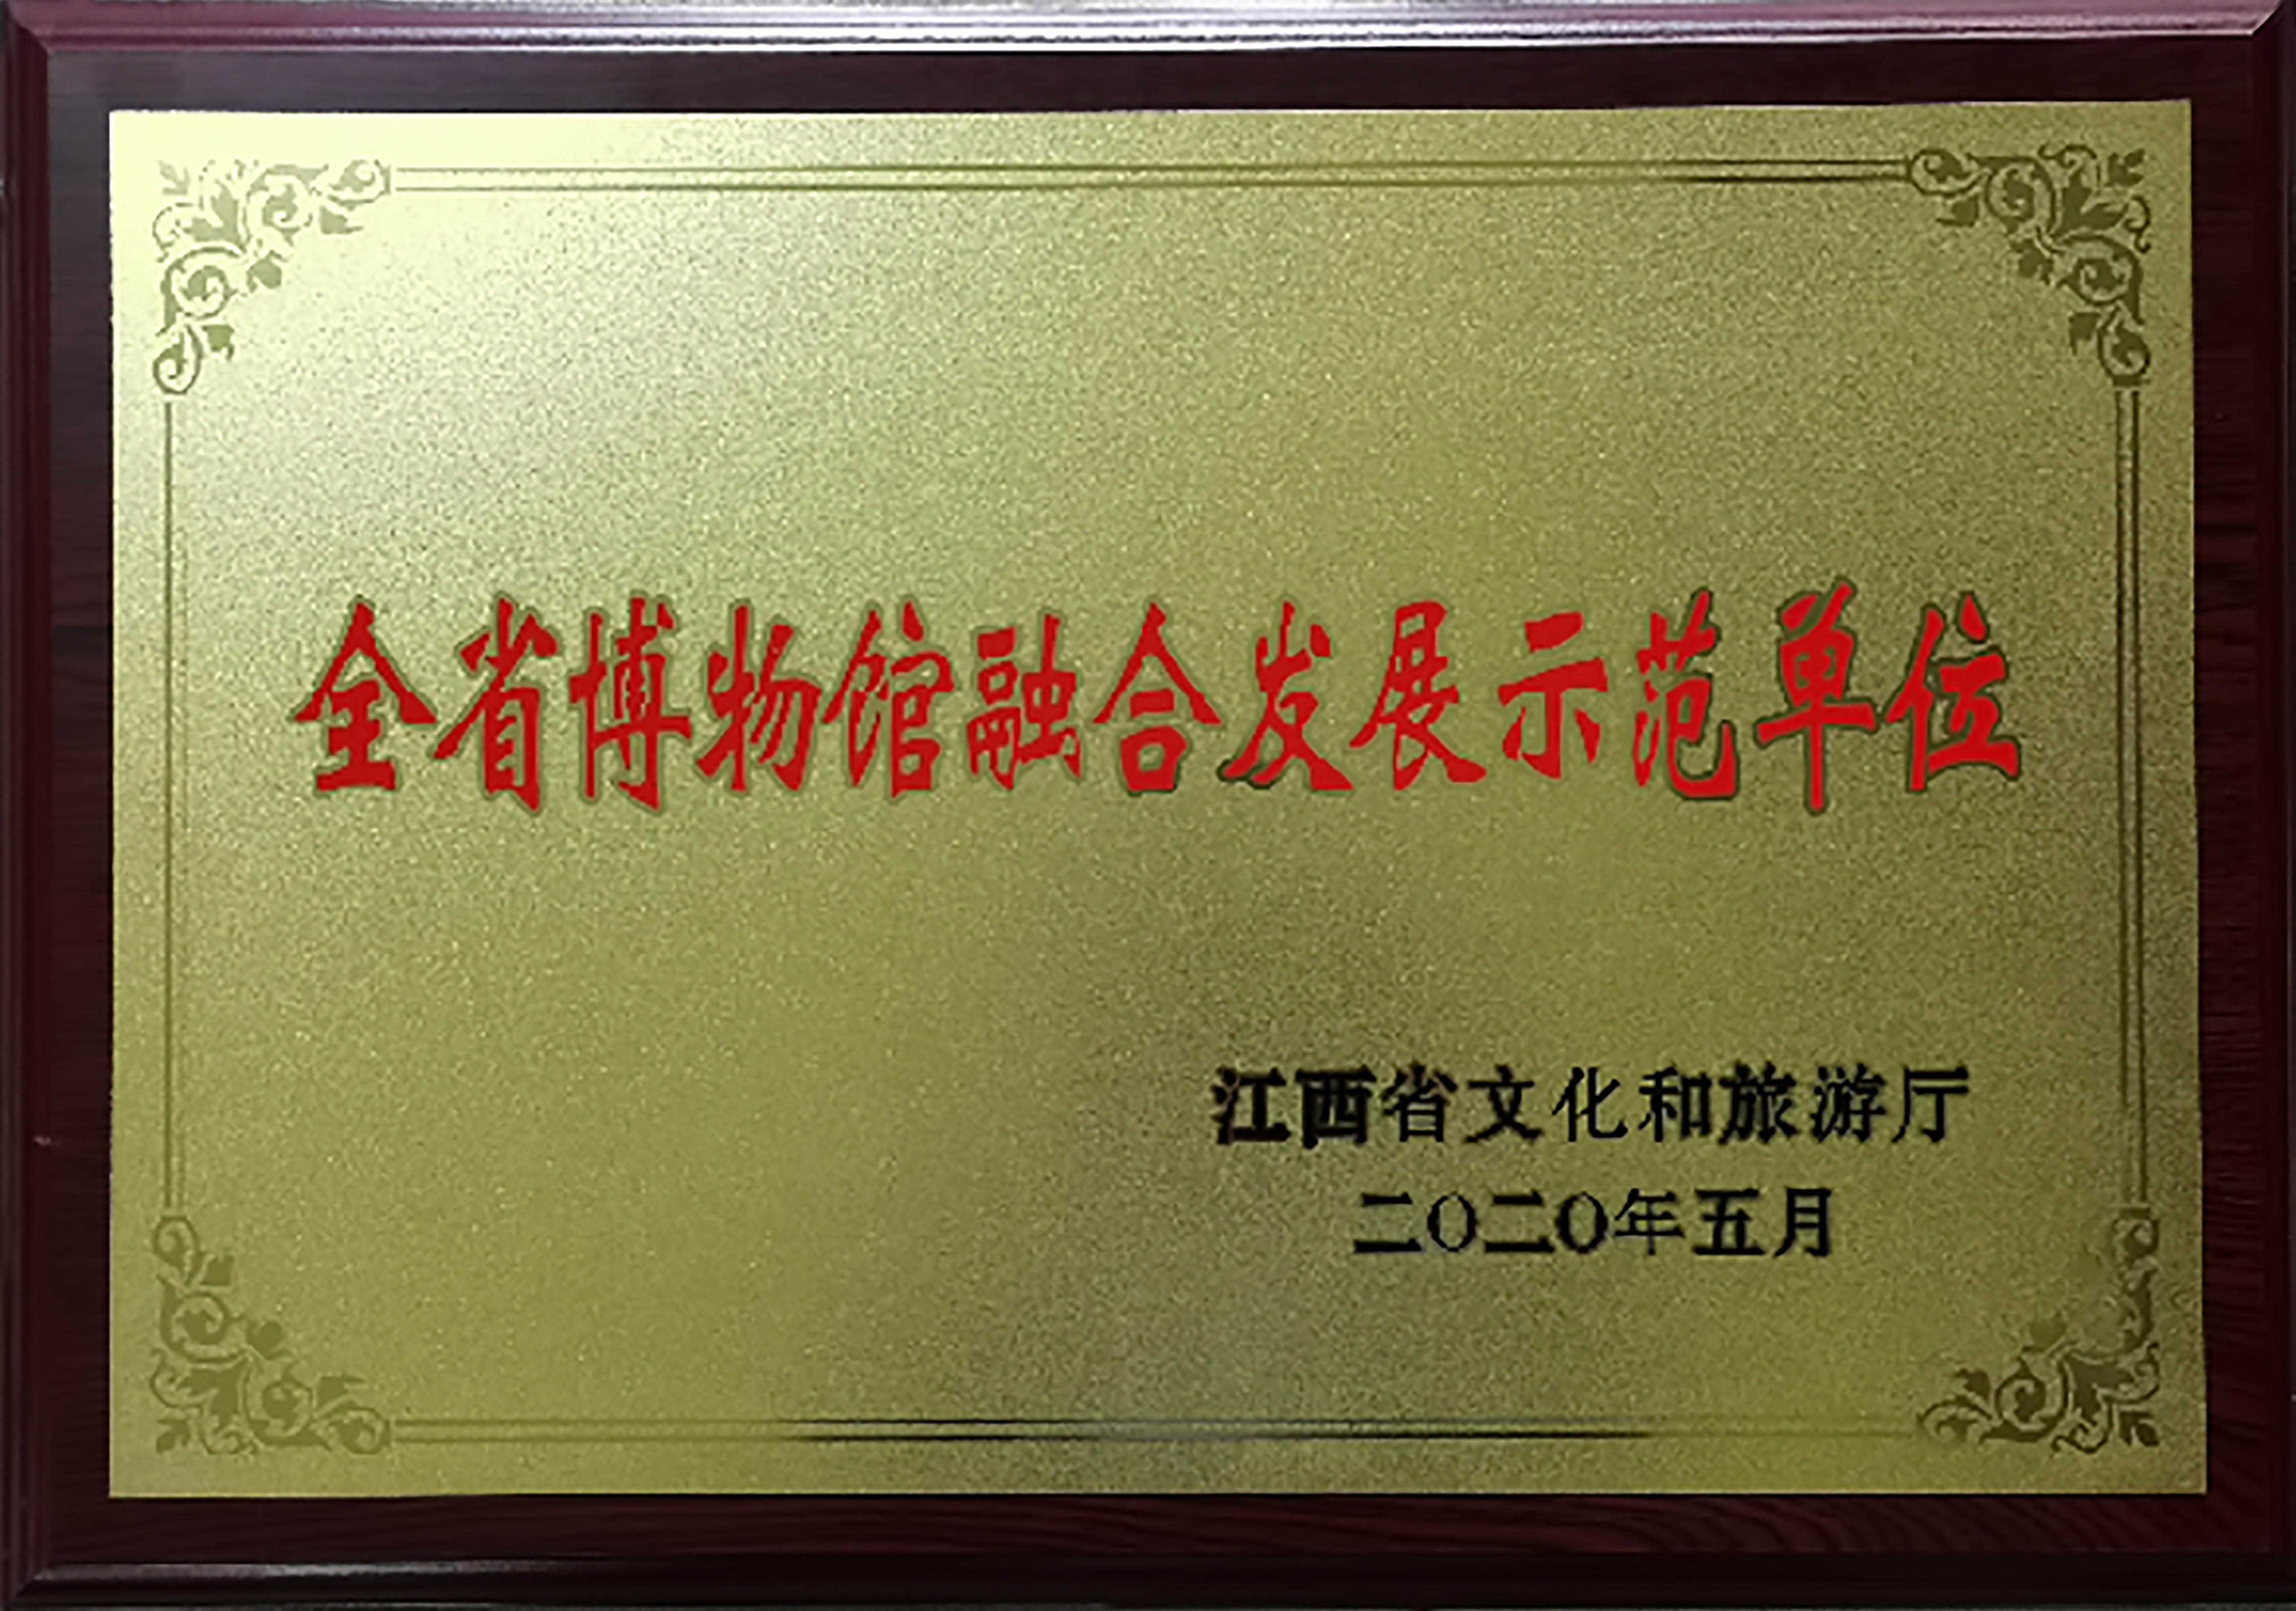 全省博物馆融合发展示范单位
江西省文化和旅游厅
二〇二〇年五月